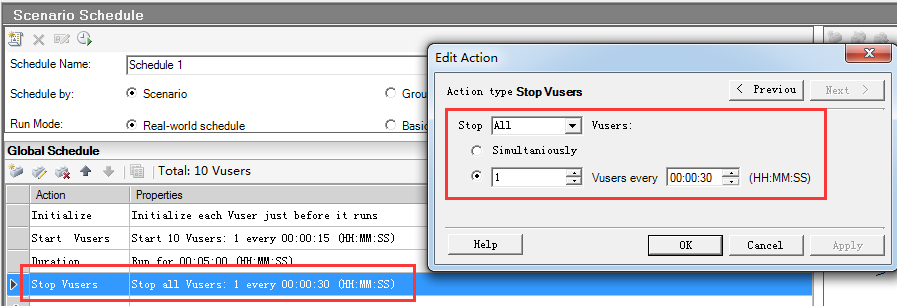 Scenario Schedule
Schedule Name: Schedule 1
Schedule by: Scenario Grou
Run Mode: Real-world schedule Basic
Global Schedule
Total: 10 Vusers
Action Properties
Initialize Initialize each Vuser just before it runs
Start Vusers Start 10 Vusers: 1 every 00:00:15 (HH:MM:SS)
Duration Run for 00:05:00 (HH:MM:SS)
Stop Vusers Stop all Vusers: 1 every 00:00:30 (HH:MM:SS)
Edit Action
Action type Stop Vusers < Previou Next >
Stop All Vusers:
Simultaniously
1 Vusers every 00:00:30 (HH:MM:SS)
Help OK Cancel Apply